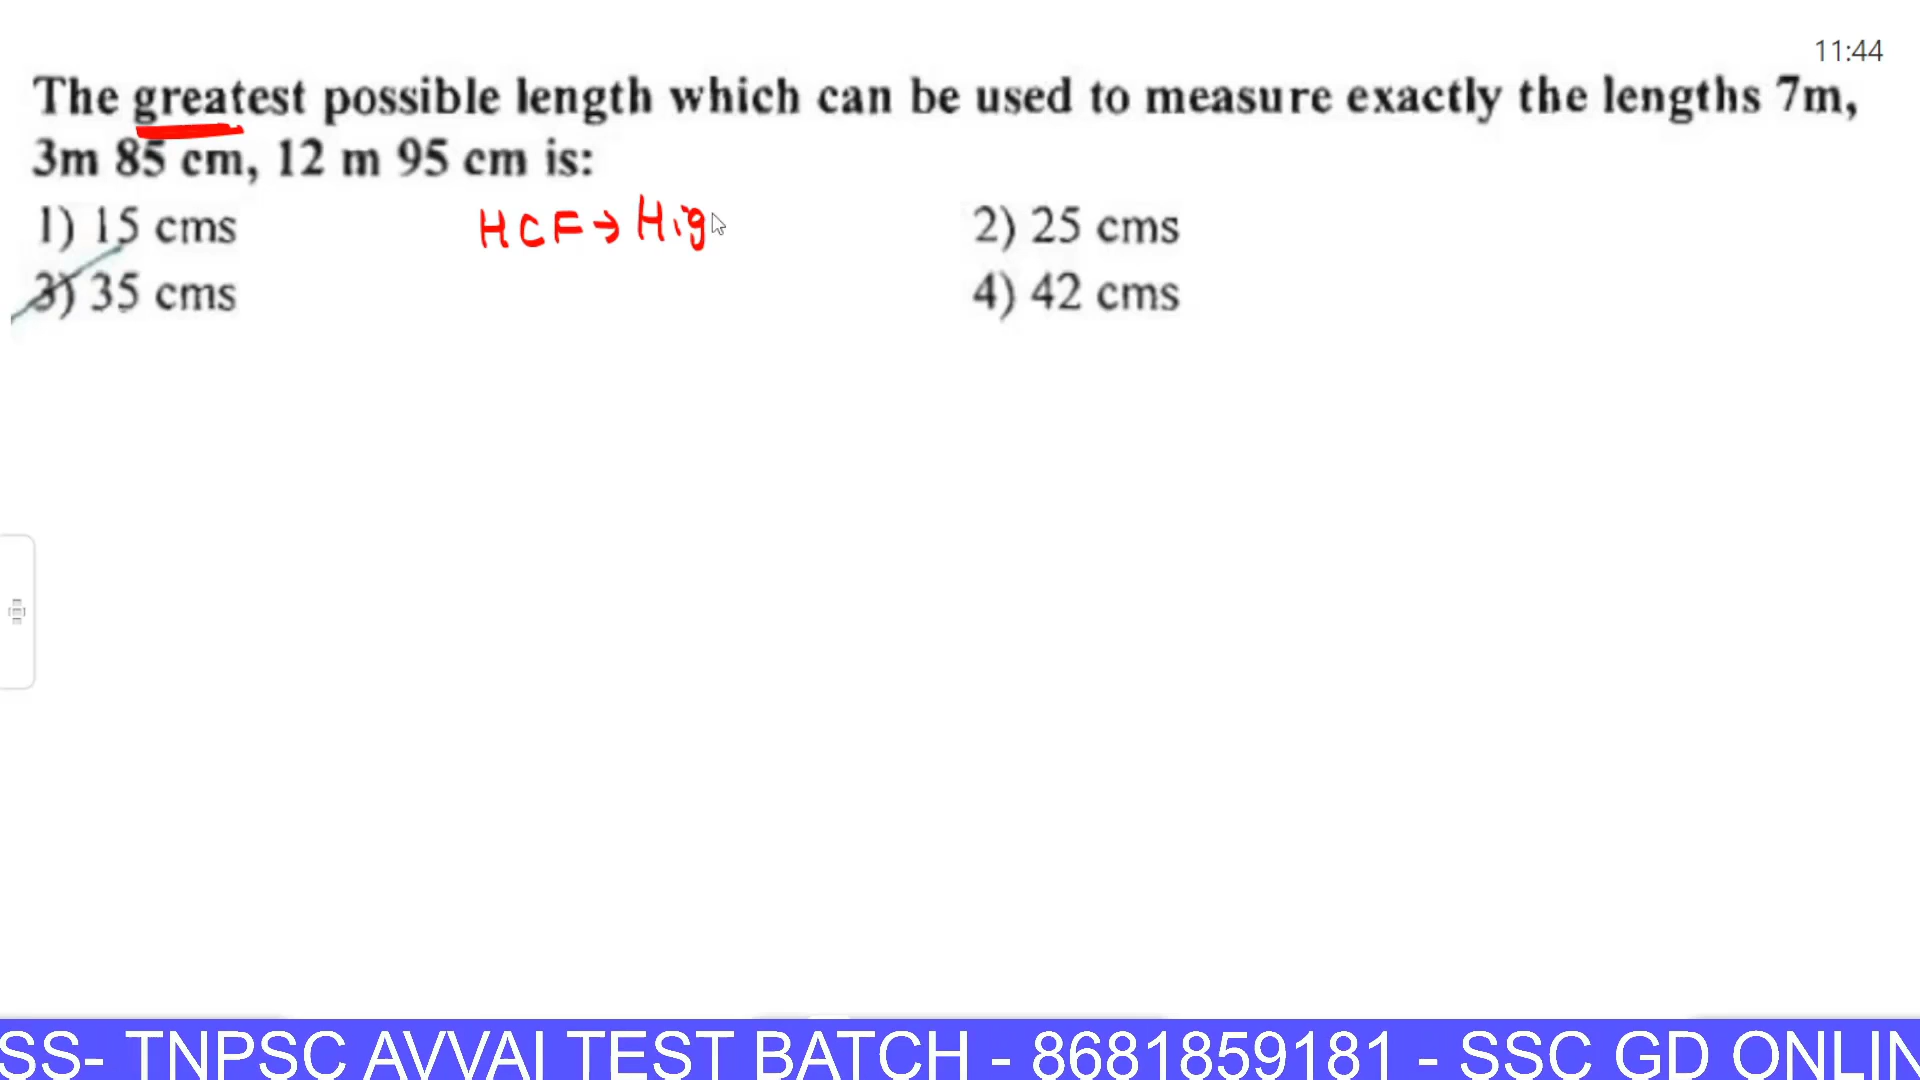 11:44
The greatest possible length which can be used to measure exactly the lengths 7m,
3m 85 cm, 12 m 95 cm is:
1) 15 cms
HCF → Hig
2) 25 cms
3) 35 cms
4) 42 cms
SS- TNPSC AVVAI TEST BATCH - 8681859181 - SSC GD ONLIN